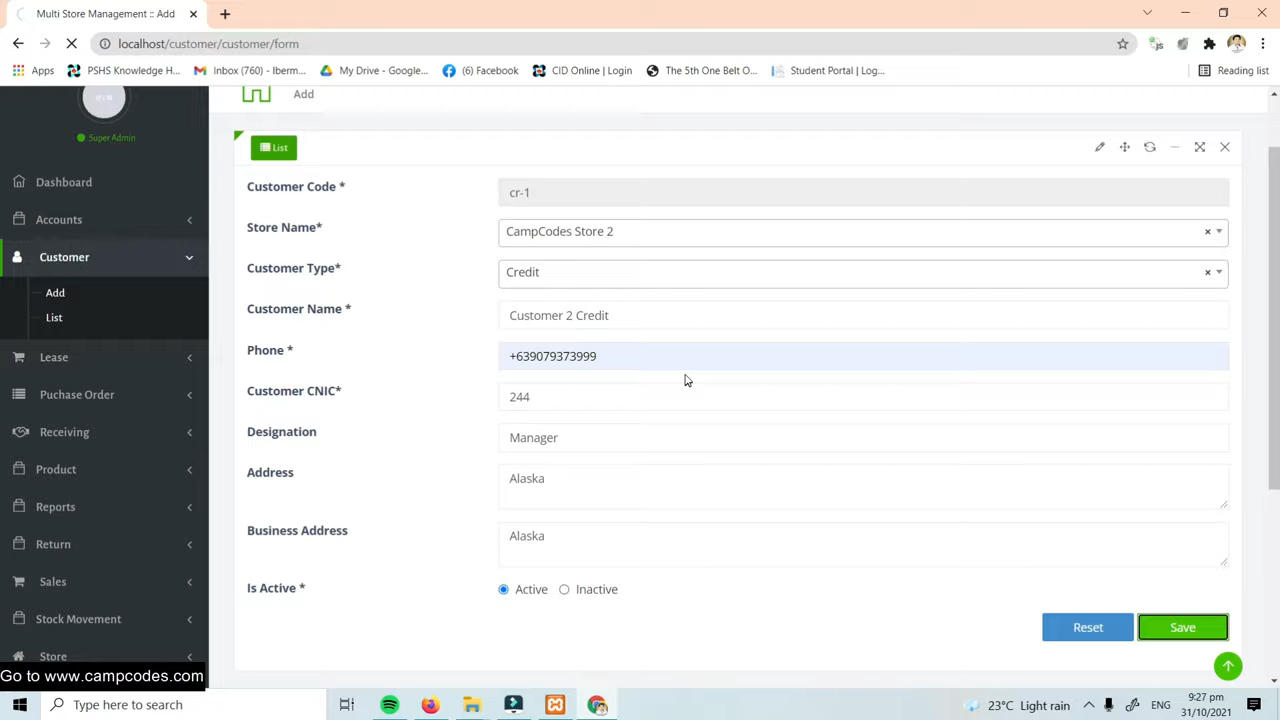 Multi Store Management :: Add
localhost/customer/customer/form
Apps
PSHS Knowledge H...
Inbox (760) - Iberm...
My Drive - Google...
(6) Facebook
CID Online | Login
The 5th One Belt O...
Student Portal | Log...
Reading list
Add
Super Admin
List
Dashboard
Accounts
Customer
Add
List
Lease
Puchase Order
Receiving
Product
Reports
Return
Sales
Stock Movement
Store
Customer Code *
cr-1
Store Name*
CampCodes Store 2
Customer Type*
Credit
Customer Name *
Customer 2 Credit
Phone *
+639079373999
Customer CNIC*
244
Designation
Manager
Address
Alaska
Business Address
Alaska
Is Active *
Active
Inactive
Reset
Save
Go to www.campcodes.com
Type here to search
23°C Light rain
ENG
9:27 pm
31/10/2021